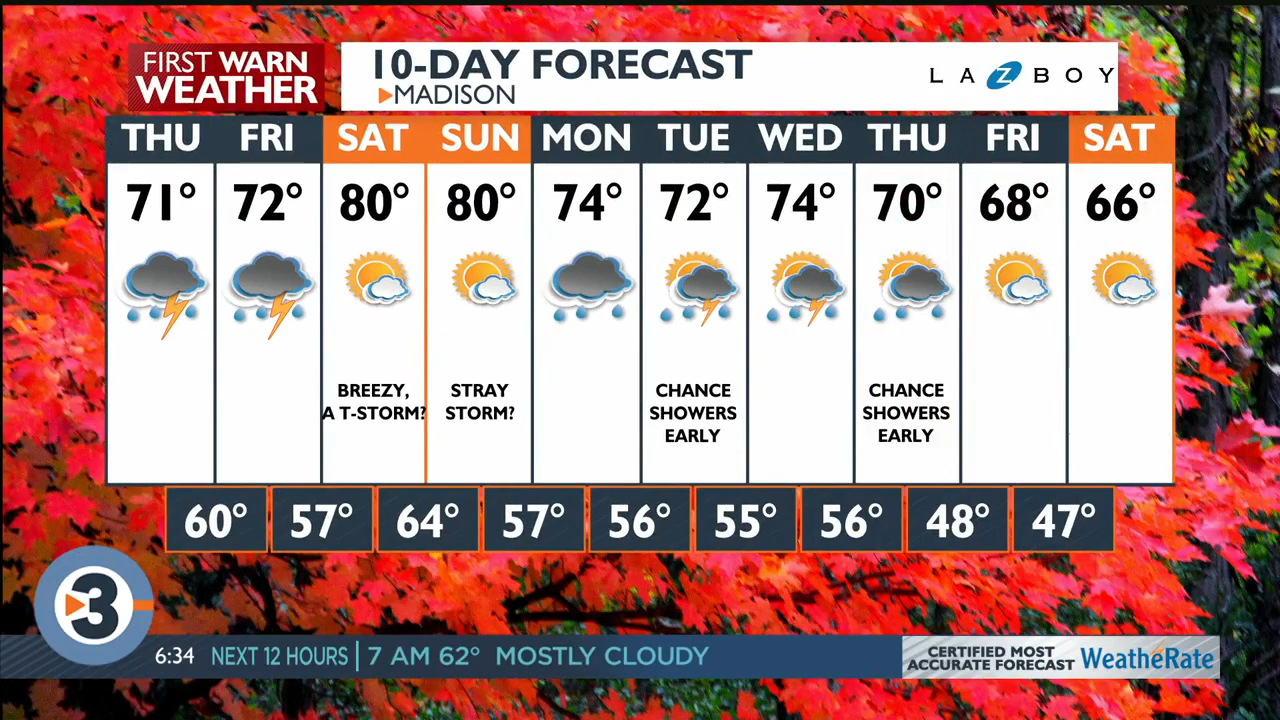 FIRST WARN
WEATHER
10-DAY FORECAST
MADISON
LAZBOY
THU FRI SAT SUN MON TUE WED THU FRI SAT
71° 72° 80° 80° 74° 72° 74° 70° 68° 66°
BREEZY,
A T-STORM?
STRAY
STORM?
CHANCE
SHOWERS
EARLY
CHANCE
SHOWERS
EARLY
60° 57° 64° 57° 56° 55° 56° 48° 47°
3
6:34 NEXT 12 HOURS | 7 AM 62° MOSTLY CLOUDY
CERTIFIED MOST
ACCURATE FORECAST
WeatheRate